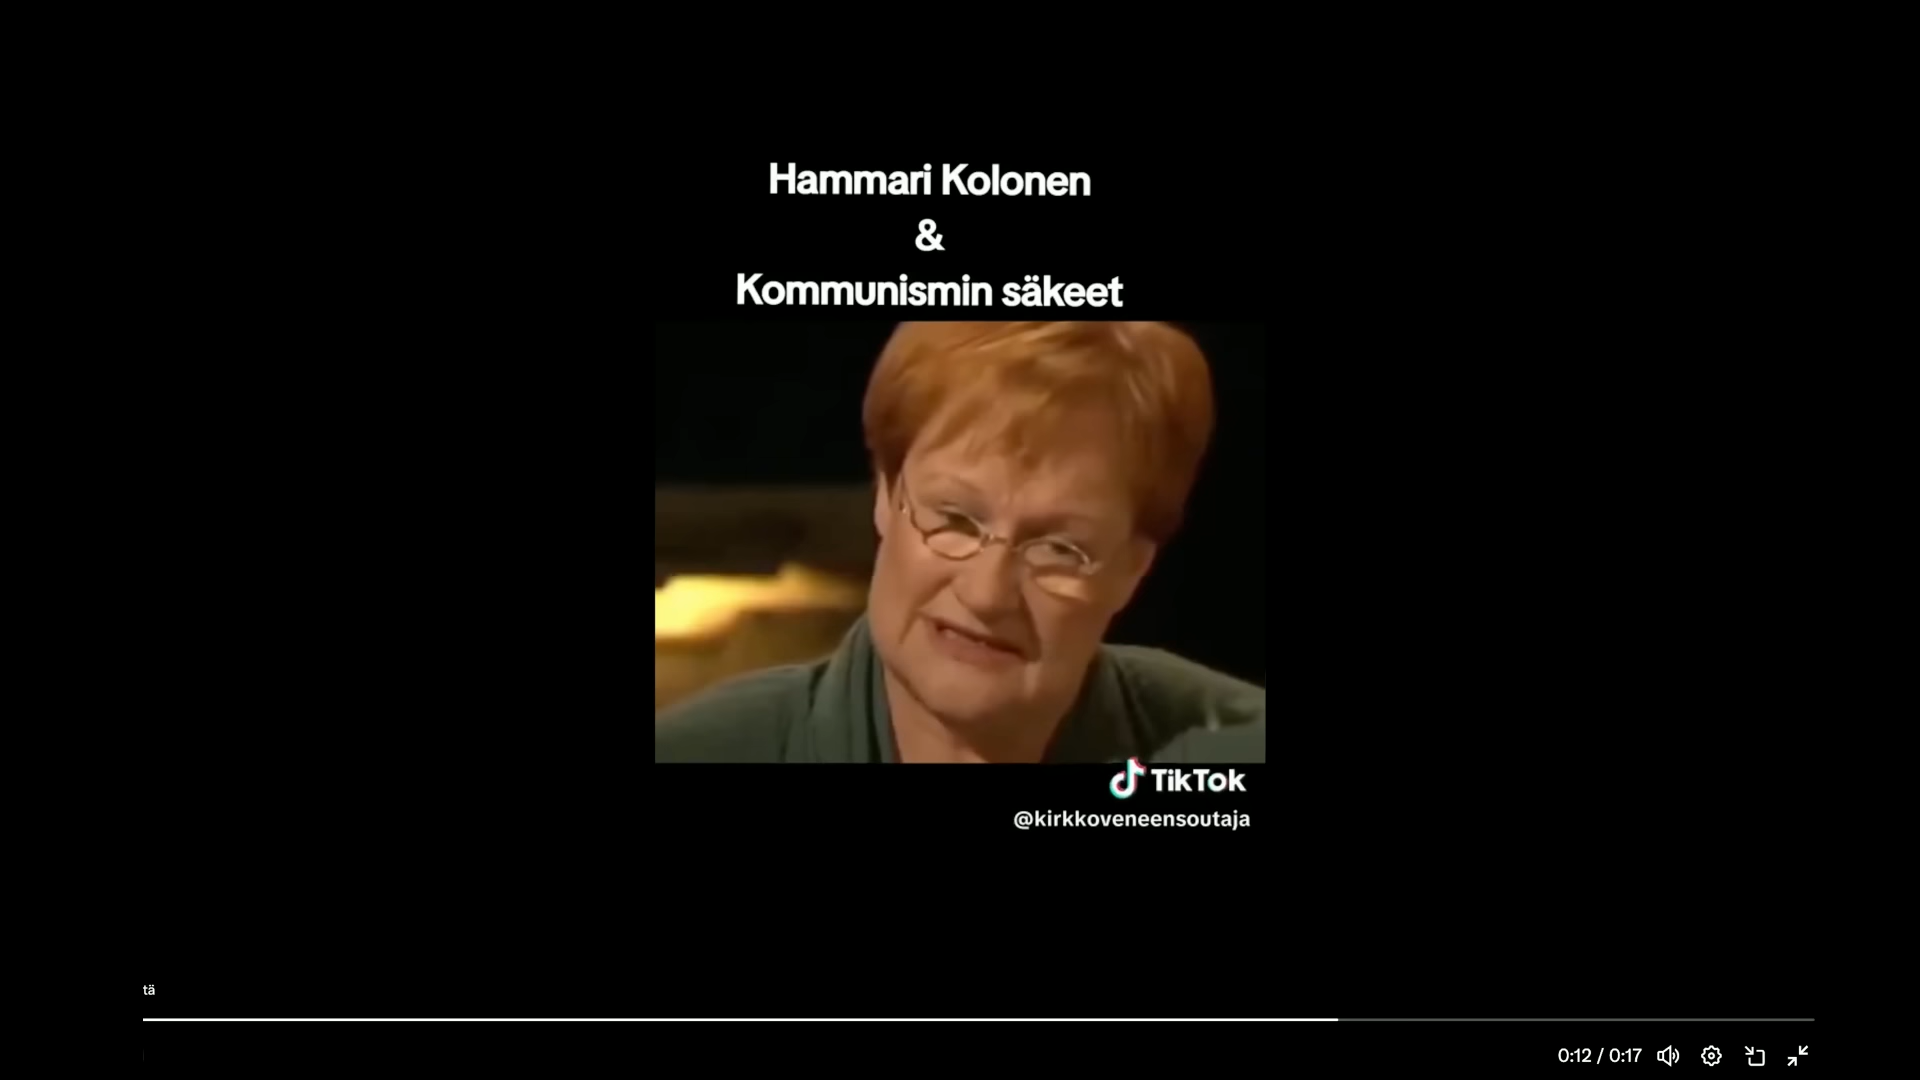 Hammari Kolonen
&
Kommunismin säkeet
TikTok
@kirkkoveneensoutaja
tä
0:12 / 0:17